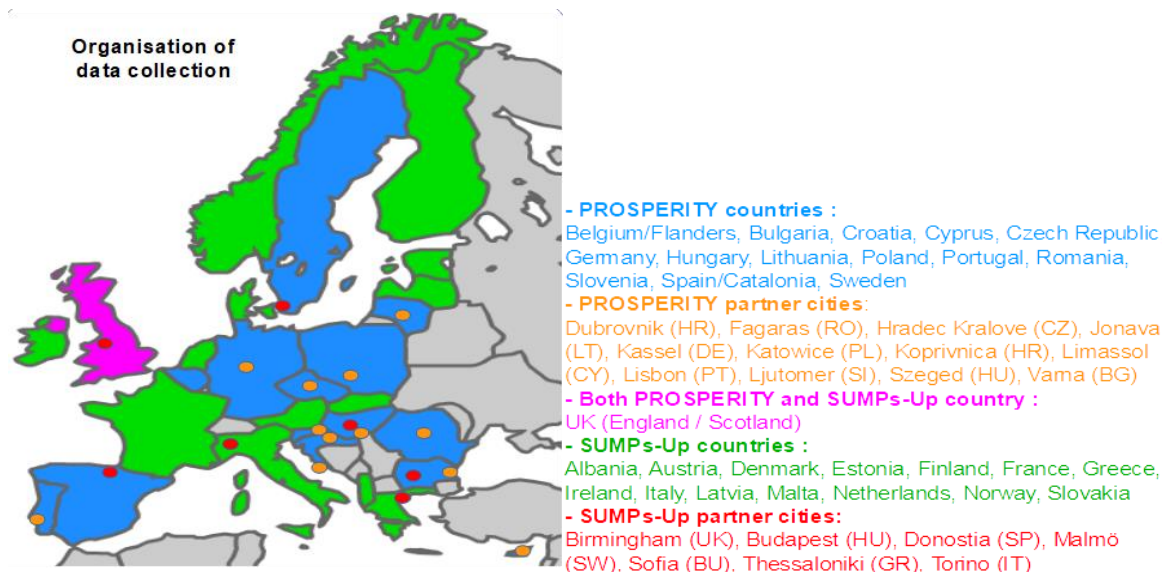 Organisation of
data collection
- PROSPERITY countries :
Belgium/Flanders, Bulgaria, Croatia, Cyprus, Czech Republic
Germany, Hungary, Lithuania, Poland, Portugal, Romania,
Slovenia, Spain/Catalonia, Sweden
- PROSPERITY partner cities:
Dubrovnik (HR), Fagaras (RO), Hradec Kralove (CZ), Jonava
(LT), Kassel (DE), Katowice (PL), Koprivnica (HR), Limassol
(CY), Lisbon (PT), Ljutomer (SI), Szeged (HU), Varna (BG)
- Both PROSPERITY and SUMPs-Up country :
UK (England / Scotland)
- SUMPs-Up countries :
Albania, Austria, Denmark, Estonia, Finland, France, Greece,
Ireland, Italy, Latvia, Malta, Netherlands, Norway, Slovakia
- SUMPs-Up partner cities:
Birmingham (UK), Budapest (HU), Donostia (SP), Malmö
(SW), Sofia (BU), Thessaloniki (GR), Torino (IT)